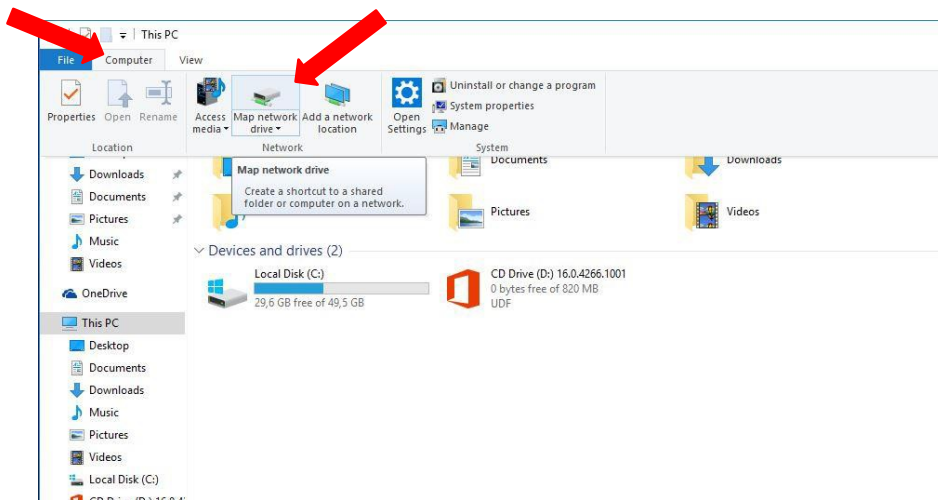 This PC
File Computer View
Properties Open Rename
Access media Map network drive Add a network location
Open Settings
Uninstall or change a program
System properties
Manage
Location Network System
Map network drive
Create a shortcut to a shared
folder or computer on a network.
Downloads
Documents
Pictures
Music
Videos
OneDrive
This PC
Desktop
Documents
Downloads
Music
Pictures
Videos
Local Disk (C:)
Documents
Downloads
Pictures
Videos
Devices and drives (2)
Local Disk (C:)
29,6 GB free of 49,5 GB
CD Drive (D:) 16.0.4266.1001
0 bytes free of 820 MB
UDF